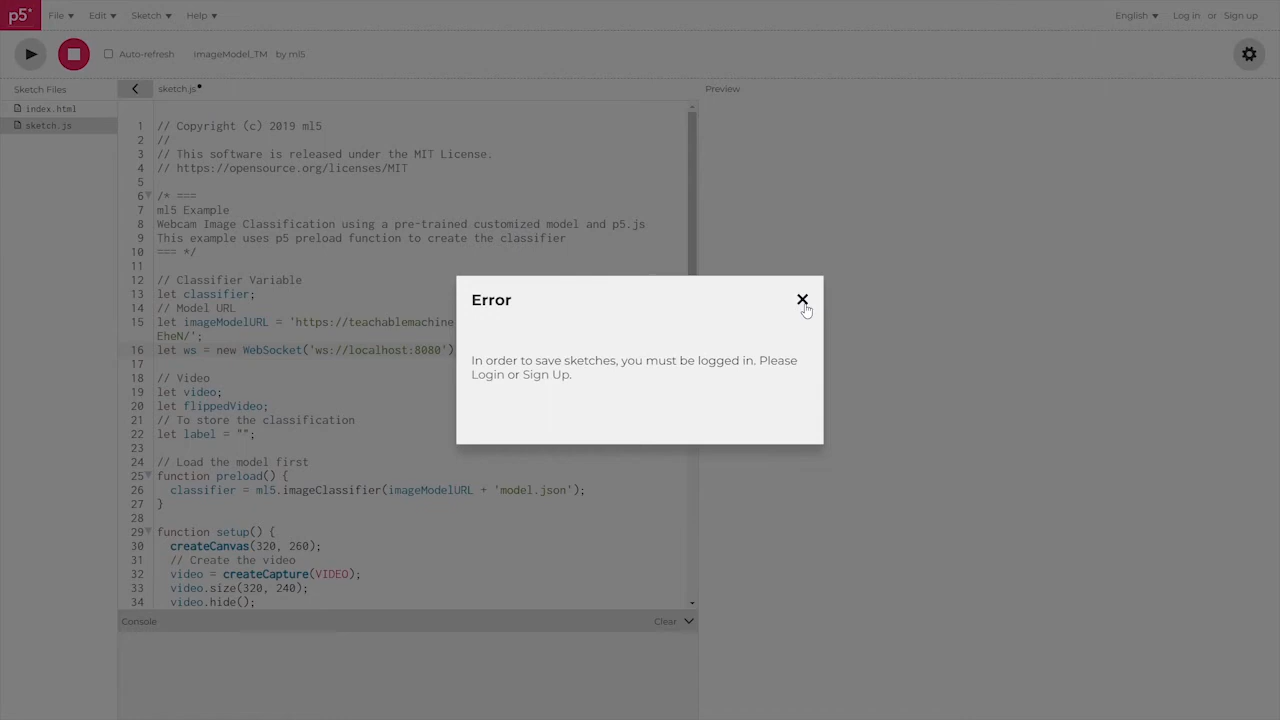 p5* File Edit Sketch Help English Log in or Sign up
Auto-refresh ImageModel_TM by ml5
Sketch Files sketch.js Preview
index.html
sketch.js
1 // Copyright (c) 2019 ml5
2 //
3 // This software is released under the MIT License.
4 // https://opensource.org/licenses/MIT
5
6 /* ===
7 ml5 Example
8 Webcam Image Classification using a pre-trained customized model and p5.js
9 This example uses p5 preload function to create the classifier
10 === */
11
12 // Classifier Variable
13 let classifier;
14 // Model URL
15 let imageModelURL = 'https://teachablemachine
EheN/';
16 let ws = new WebSocket('ws://localhost:8080')
17
18 // Video
19 let video;
20 let flippedVideo;
21 // To store the classification
22 let label = "";
23
24 // Load the model first
25 function preload() {
26 classifier = ml5.imageClassifier(imageModelURL + 'model.json');
27 }
28
29 function setup() {
30 createCanvas(320, 260);
31 // Create the video
32 video = createCapture(VIDEO);
33 video.size(320, 240);
34 video.hide();
Error
In order to save sketches, you must be logged in. Please
Login or Sign Up.
Console Clear